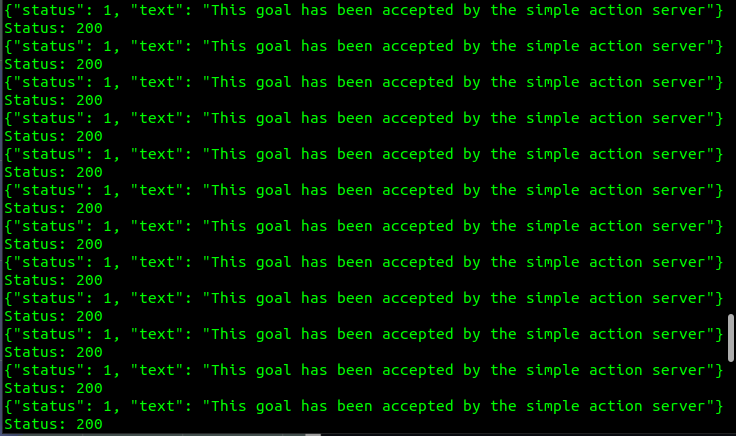 {"status": 1, "text": "This goal has been accepted by the simple action server"}
Status: 200
{"status": 1, "text": "This goal has been accepted by the simple action server"}
Status: 200
{"status": 1, "text": "This goal has been accepted by the simple action server"}
Status: 200
{"status": 1, "text": "This goal has been accepted by the simple action server"}
Status: 200
{"status": 1, "text": "This goal has been accepted by the simple action server"}
Status: 200
{"status": 1, "text": "This goal has been accepted by the simple action server"}
Status: 200
{"status": 1, "text": "This goal has been accepted by the simple action server"}
Status: 200
{"status": 1, "text": "This goal has been accepted by the simple action server"}
Status: 200
{"status": 1, "text": "This goal has been accepted by the simple action server"}
Status: 200
{"status": 1, "text": "This goal has been accepted by the simple action server"}
Status: 200
{"status": 1, "text": "This goal has been accepted by the simple action server"}
Status: 200
{"status": 1, "text": "This goal has been accepted by the simple action server"}
Status: 200